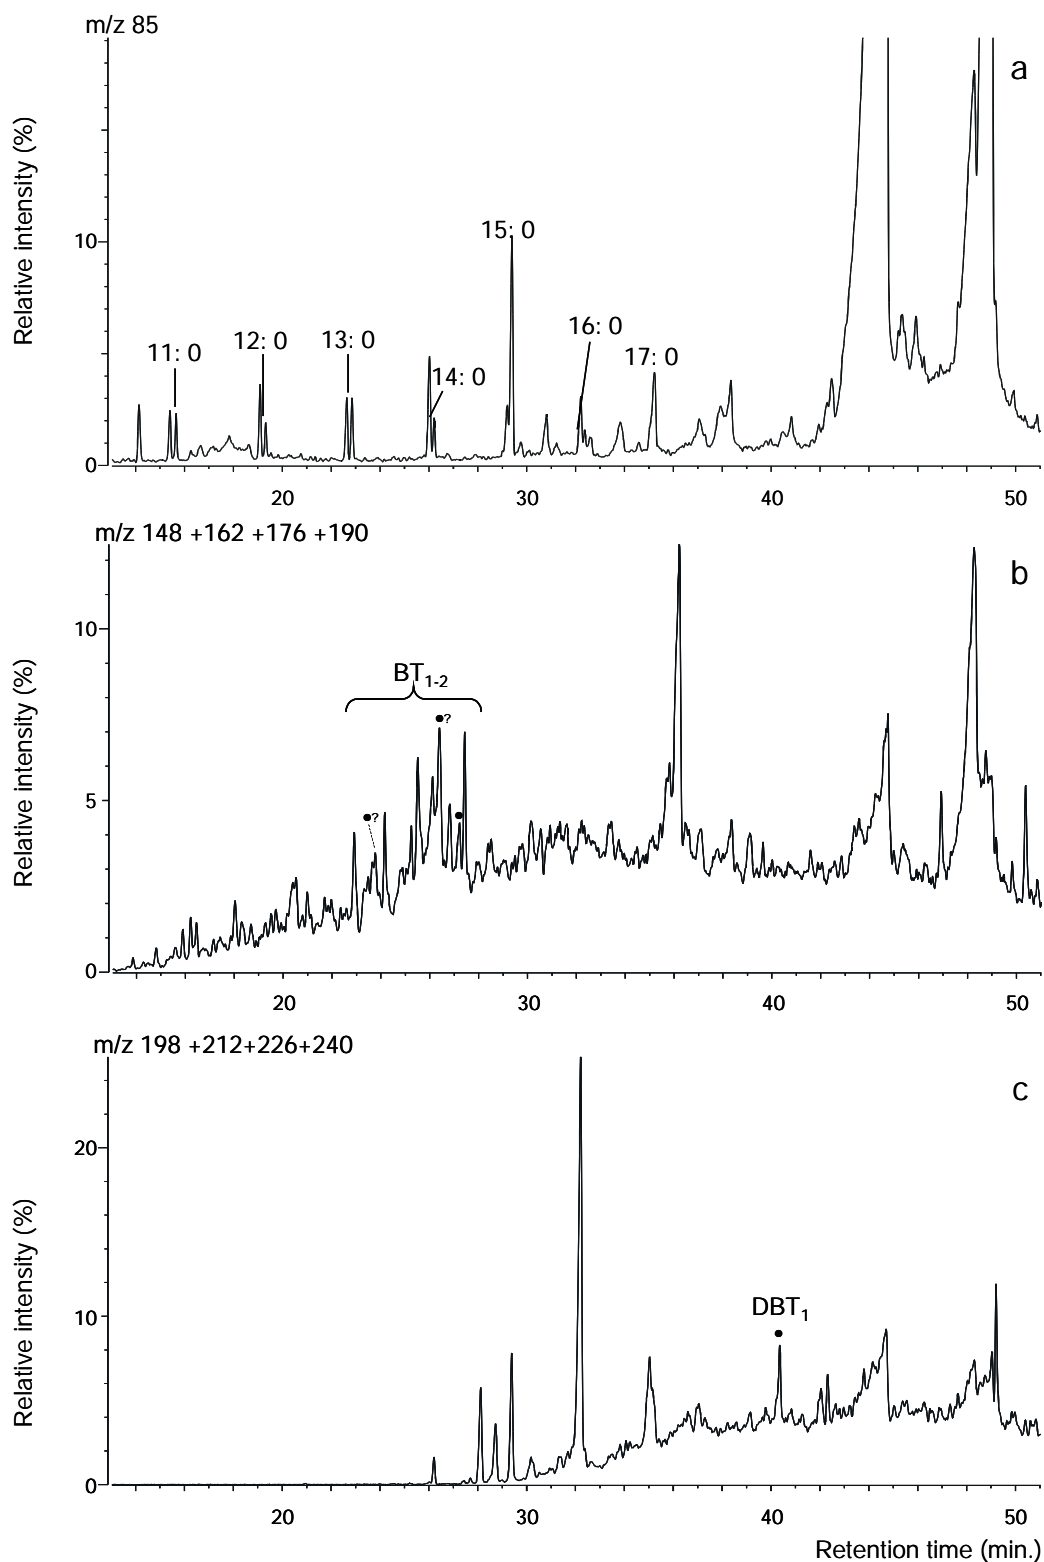 m/z 85
a
Relative intensity (%)
10
0
11: 0
12: 0
13: 0
14: 0
15: 0
16: 0
17: 0
20 30 40 50
m/z 148 +162 +176 +190
b
Relative intensity (%)
10
5
0
BT1-2
●?
●?
●
20 30 40 50
m/z 198 +212+226+240
c
Relative intensity (%)
20
10
0
DBT1
●
20 30 40 50
Retention time (min.)